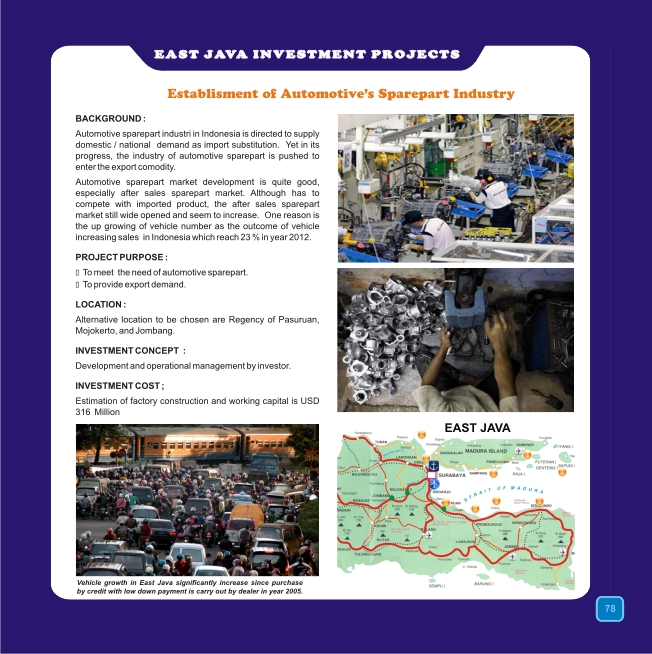 EAST JAVA INVESTMENT PROJECTS
Establisment of Automotive's Sparepart Industry
BACKGROUND :
Automotive sparepart industri in Indonesia is directed to supply
domestic / national demand as import substitution. Yet in its
progress, the industry of automotive sparepart is pushed to
enter the export comodity.
Automotive sparepart market development is quite good,
especially after sales sparepart market. Although has to
compete with imported product, the after sales sparepart
market still wide opened and seem to increase. One reason is
the up growing of vehicle number as the outcome of vehicle
increasing sales in Indonesia which reach 23 % in year 2012.
PROJECT PURPOSE :
▯ To meet the need of automotive sparepart.
▯ To provide export demand.
LOCATION :
Alternative location to be chosen are Regency of Pasuruan,
Mojokerto, and Jombang.
INVESTMENT CONCEPT :
Development and operational management by investor.
INVESTMENT COST ;
Estimation of factory construction and working capital is USD
316 Million
Vehicle growth in East Java significantly increase since purchase
by credit with low down payment is carry out by dealer in year 2005.
EAST JAVA
MADURA ISLAND
SURABAYA
STRAIT OF MADURA
78